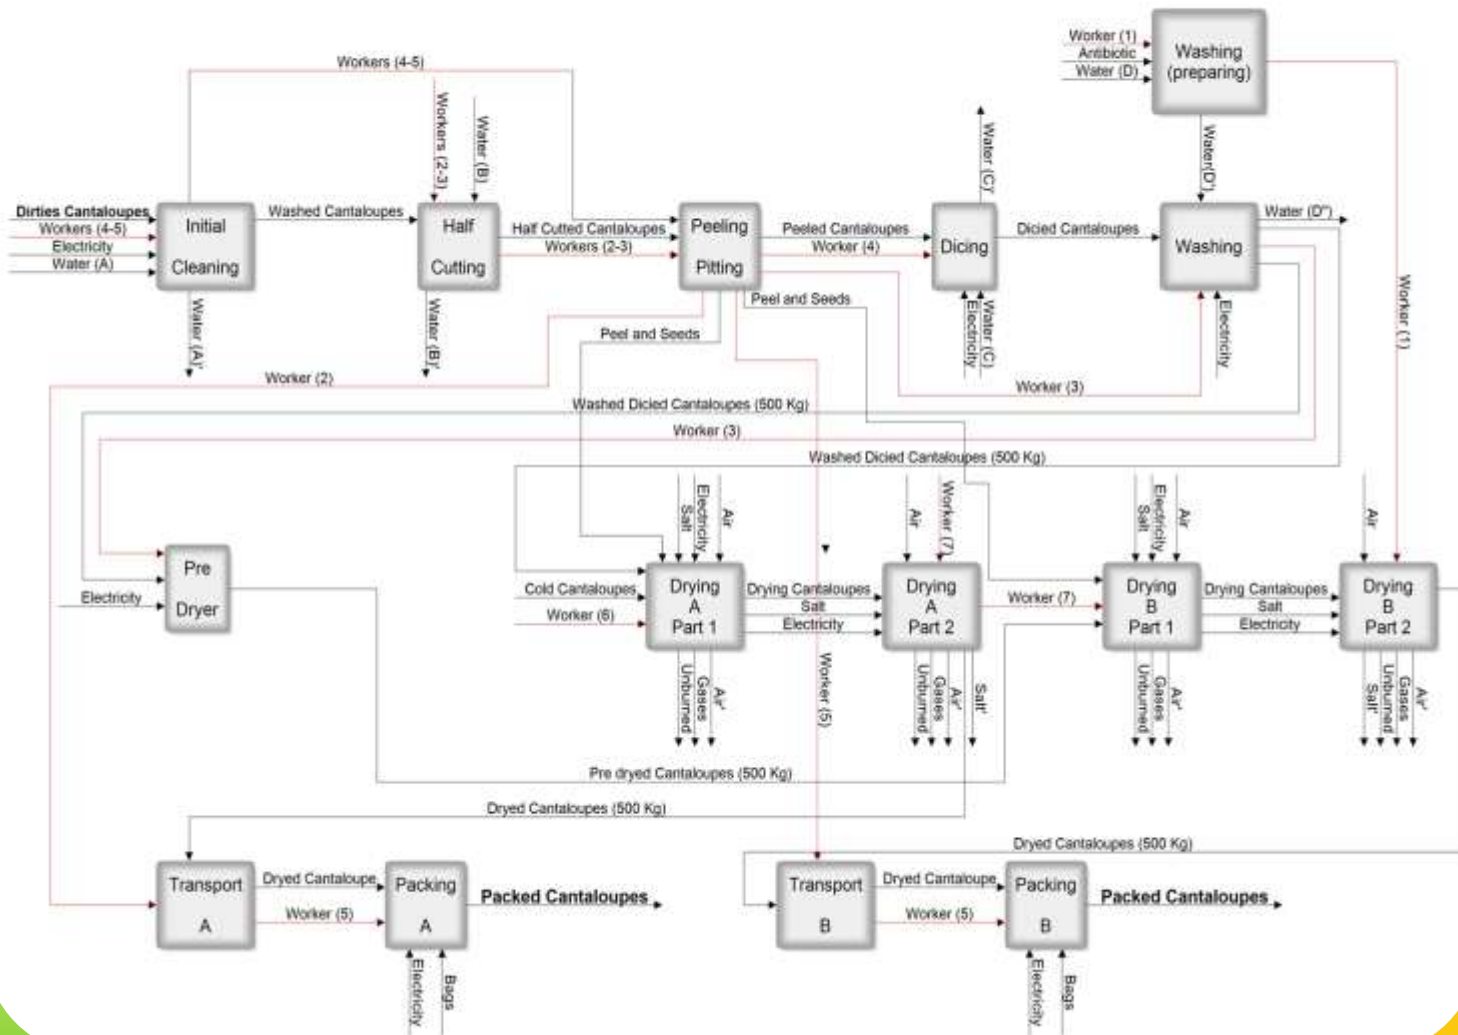 Workers (4-5)
Worker (1)
Antibiotic
Water (D)
Washing
(preparing)
Workers (2-3)
Water (B)
Water (C)'
Water(D')
Worker (1)
Dirties Cantaloupes
Workers (4-5)
Electricity
Water (A)
Initial
Cleaning
Washed Cantaloupes
Half
Cutting
Half Cutted Cantaloupes
Workers (2-3)
Peeling
Pitting
Peeled Cantaloupes
Worker (4)
Dicing
Dicied Cantaloupes
Washing
Water (D'')
Water (A)'
Water (B)'
Peel and Seeds
Peel and Seeds
Electricity
Water (C)
Electricity
Worker (2)
Worker (3)
Washed Dicied Cantaloupes (500 Kg)
Worker (3)
Washed Dicied Cantaloupes (500 Kg)
Salt
Electricity
Air
Air
Worker (7)
Salt
Electricity
Air
Air
Pre
Dryer
Electricity
Cold Cantaloupes
Worker (6)
Drying
A
Part 1
Drying Cantaloupes
Salt
Electricity
Drying
A
Part 2
Worker (7)
Drying
B
Part 1
Drying Cantaloupes
Salt
Electricity
Drying
B
Part 2
Unburned
Gases
Air'
Worker (5)
Unburned
Gases
Air'
Salt'
Unburned
Gases
Air'
Salt'
Unburned
Gases
Air'
Pre dryed Cantaloupes (500 Kg)
Dryed Cantaloupes (500 Kg)
Dryed Cantaloupes (500 Kg)
Transport
A
Dryed Cantaloupe
Worker (5)
Packing
A
Packed Cantaloupes
Electricity
Bags
Transport
B
Dryed Cantaloupe
Worker (5)
Packing
B
Packed Cantaloupes
Electricity
Bags